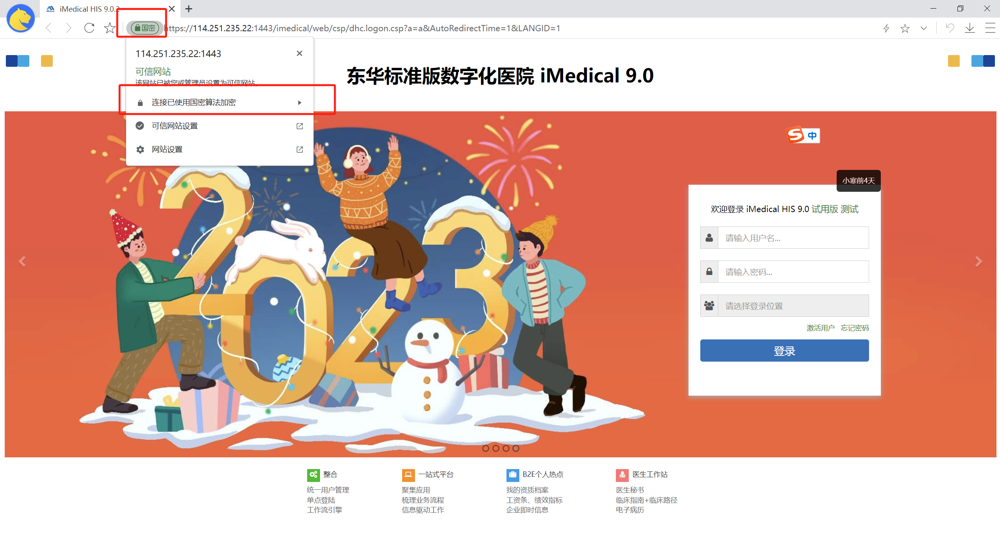 iMedical HIS 9.0.2
国密
https://114.251.235.22:1443/imedical/web/csp/dhc.logon.csp?a=a&AutoRedirectTime=1&LANGID=1
114.251.235.22:1443
可信网站
该网站已被您或管理员设置为可信网站。
连接已使用国密算法加密
可信网站设置
网站设置
东华标准版数字化医院 iMedical 9.0
中
小寒前4天
欢迎登录 iMedical HIS 9.0 试用版 测试
请输入用户名...
请输入密码...
请选择登录位置
激活用户 忘记密码
登录
2023
整合
统一用户管理
单点登陆
工作流引擎
一站式平台
聚集应用
梳理业务流程
信息驱动工作
B2E个人热点
我的资质档案
工资条、绩效指标
企业即时信息
医生工作站
医生秘书
临床指南+临床路径
电子病历